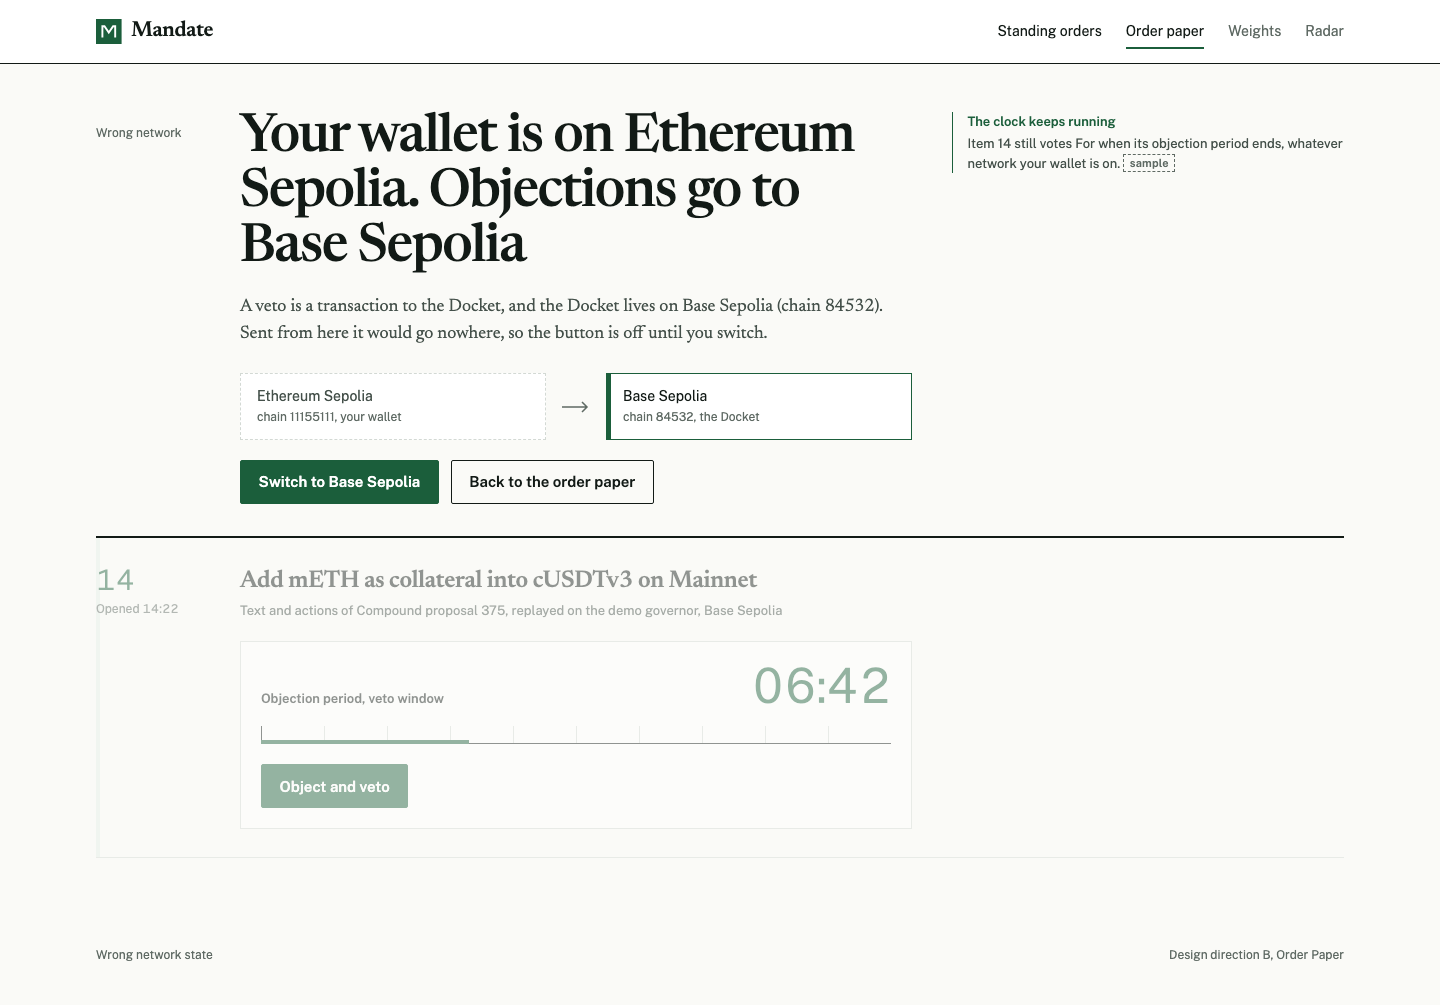 M Mandate
Standing orders Order paper Weights Radar
Wrong network
Your wallet is on Ethereum
Sepolia. Objections go to
Base Sepolia
The clock keeps running
Item 14 still votes For when its objection period ends, whatever
network your wallet is on. sample
A veto is a transaction to the Docket, and the Docket lives on Base Sepolia (chain 84532).
Sent from here it would go nowhere, so the button is off until you switch.
Ethereum Sepolia
chain 11155111, your wallet
Base Sepolia
chain 84532, the Docket
Switch to Base Sepolia
Back to the order paper
14
Opened 14:22
Add mETH as collateral into cUSDTv3 on Mainnet
Text and actions of Compound proposal 375, replayed on the demo governor, Base Sepolia
Objection period, veto window
06:42
Object and veto
Wrong network state
Design direction B, Order Paper